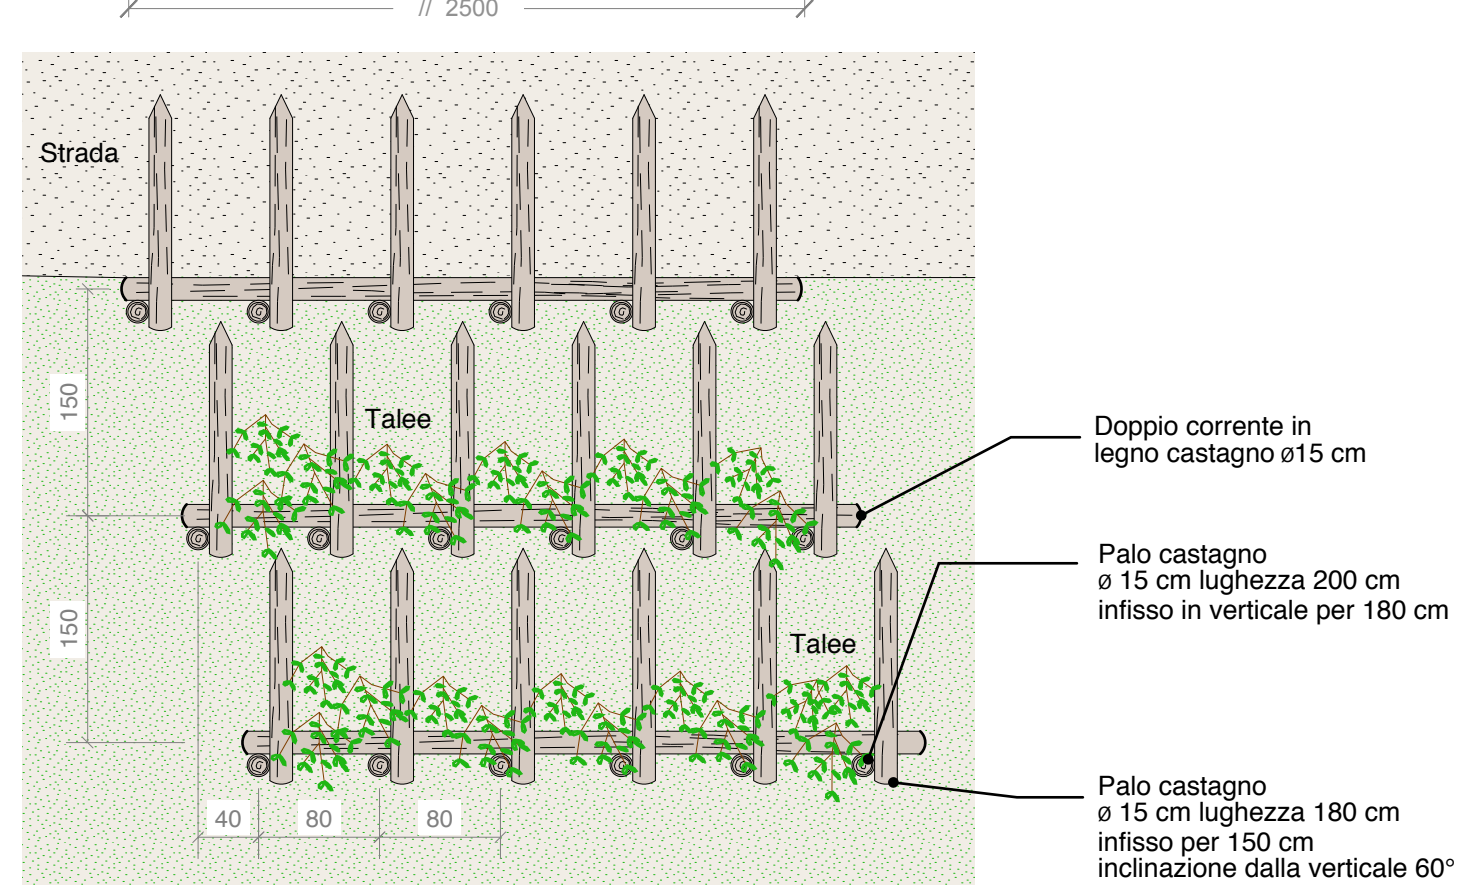 // 2500
Strada
150
Talee
Doppio corrente in
legno castagno ø15 cm
Palo castagno
ø 15 cm lughezza 200 cm
infisso in verticale per 180 cm
150
Talee
Palo castagno
ø 15 cm lughezza 180 cm
infisso per 150 cm
inclinazione dalla verticale 60°
40
80
80